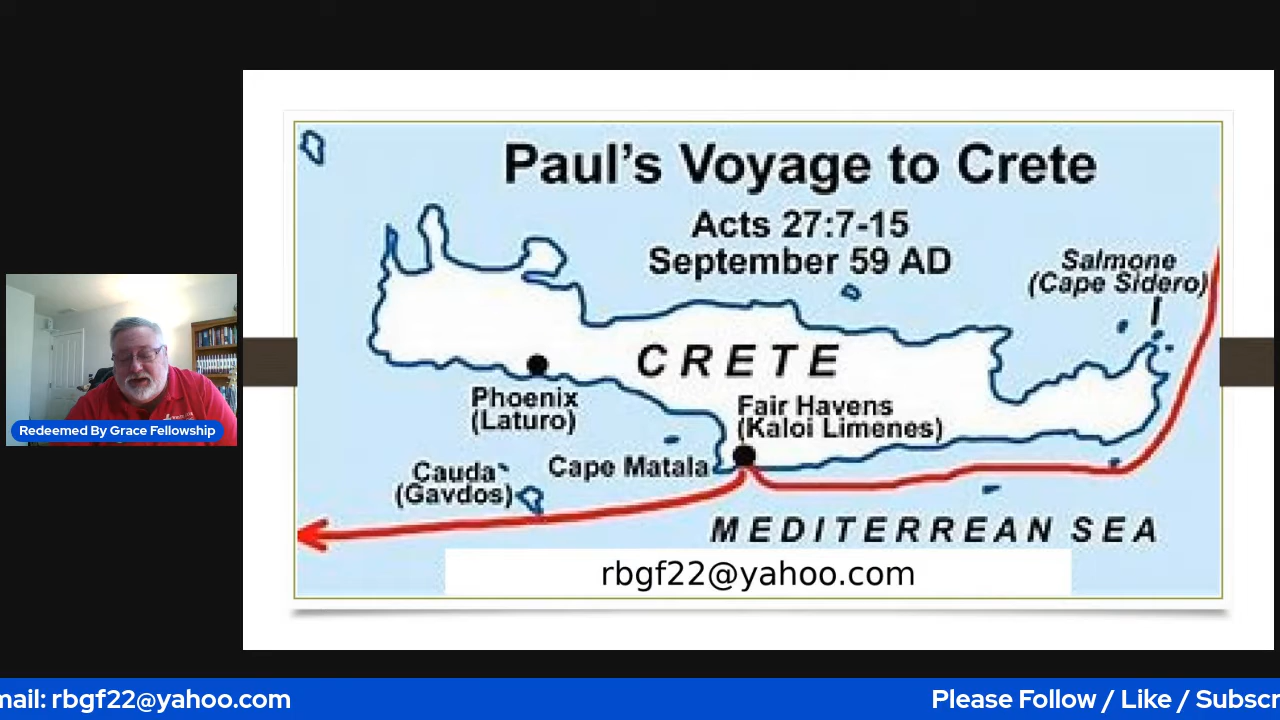 Paul's Voyage to Crete
Acts 27:7-15
September 59 AD
Salmone
(Cape Sidero)
CRETE
Phoenix
(Laturo)
Fair Havens
(Kaloi Limenes)
Cauda
(Gavdos)
Cape Matala
MEDITERREAN SEA
rbgf22@yahoo.com
Redeemed By Grace Fellowship
mail: rbgf22@yahoo.com
Please Follow / Like / Subscr